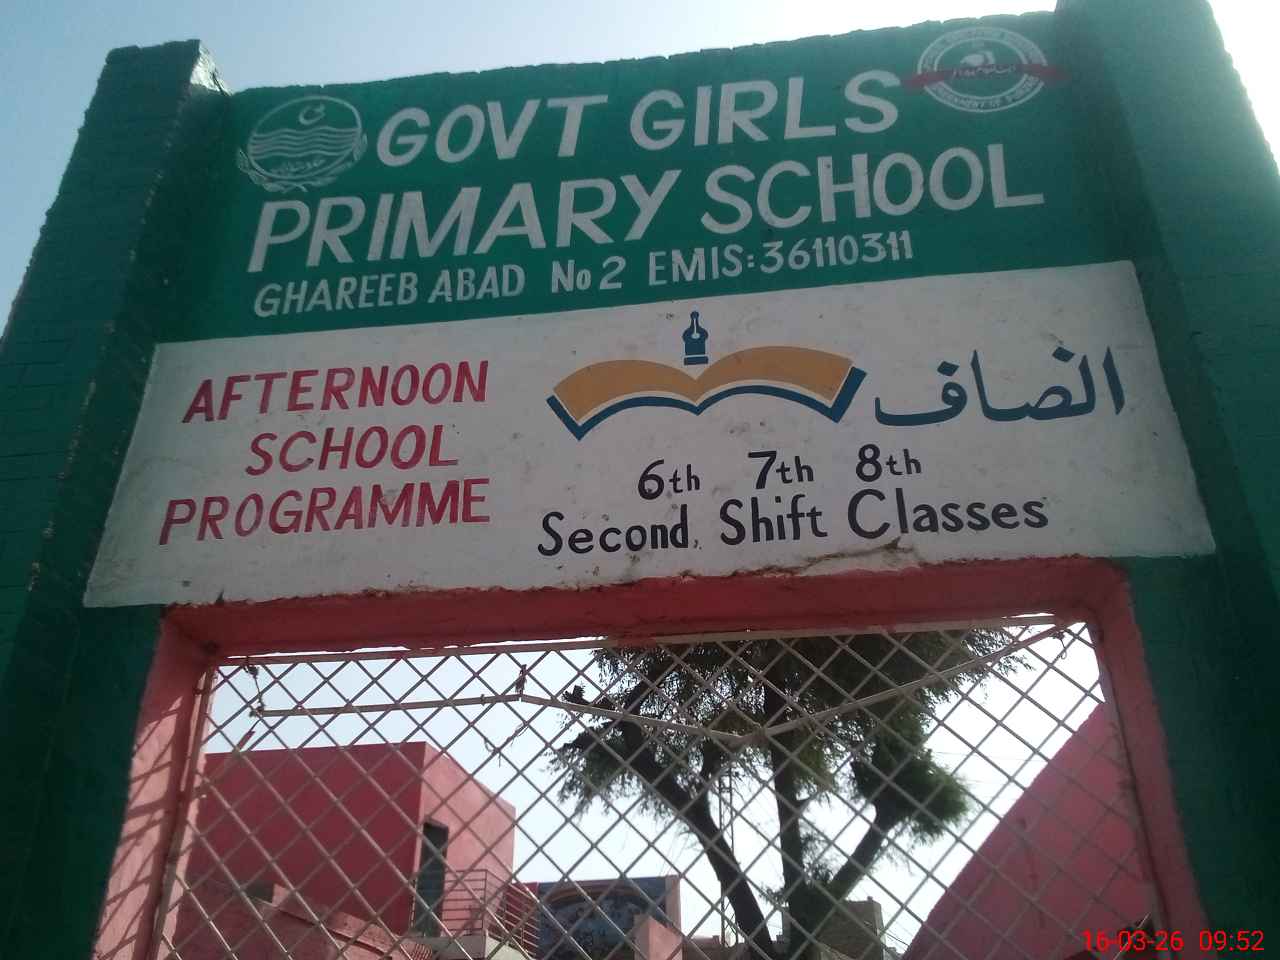 GOVT GIRLS
PRIMARY SCHOOL
GHAREEB ABAD No 2 EMIS:36110311
AFTERNOON
SCHOOL
PROGRAMME
انصاف
6th 7th 8th
Second Shift Classes
16-03-26 09:52